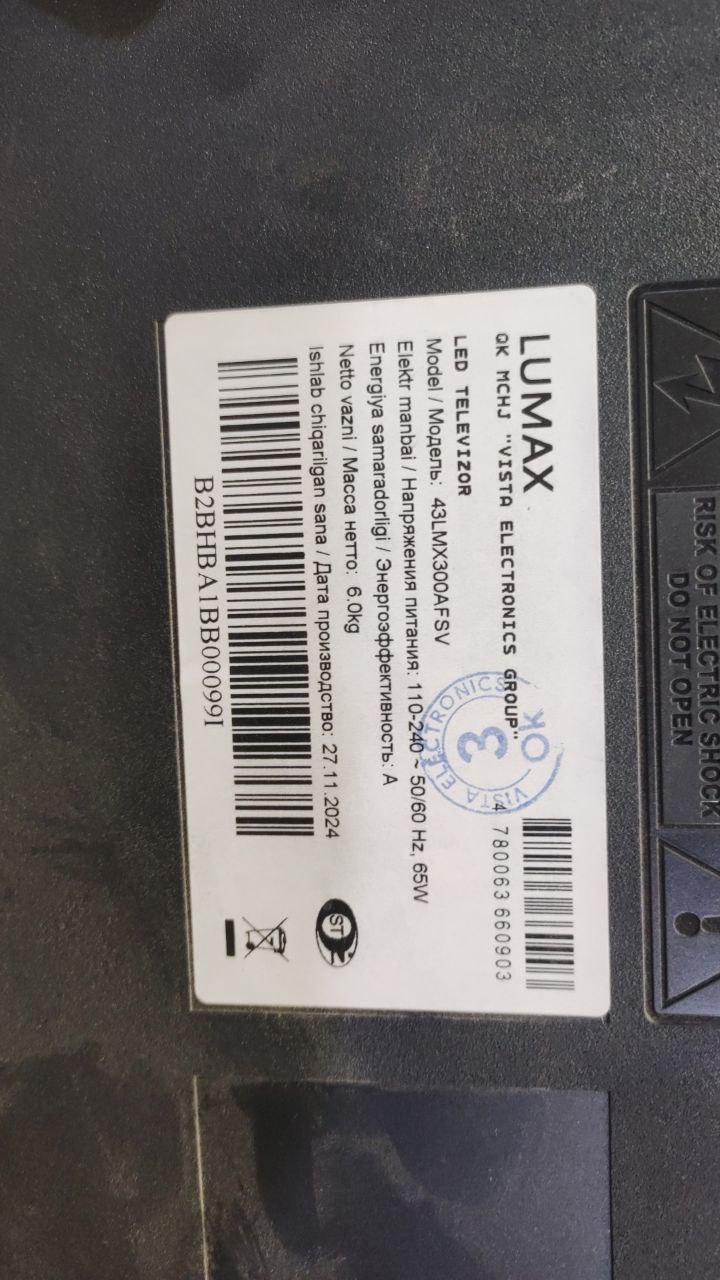 LUMAX
QK MCHJ "VISTA ELECTRONICS GROUP"
LED TELEVIZOR
Model / Модель: 43LMX300AFSV
Elektr manbai / Напряжения питания: 110-240 ~ 50/60 Hz, 65W
Energiya samaradorligi / Энергоэффективность: A
Netto vazni / Масса нетто: 6.0kg
Ishlab chiqarilgan sana / Дата производство: 27.11.2024
B2BHBA1BB00099I
4 780063 660903
VISTA ELECTRONICS
3
OK
ST
RISK OF ELECTRIC SHOCK
DO NOT OPEN